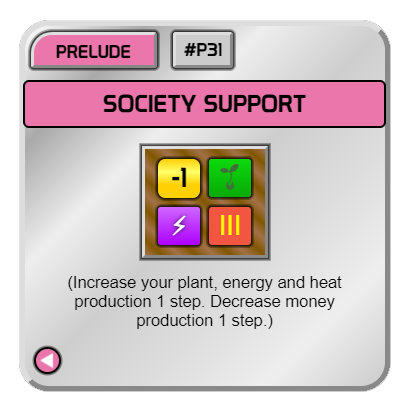 PRELUDE
#P31
SOCIETY SUPPORT
-1
(Increase your plant, energy and heat
production 1 step. Decrease money
production 1 step.)